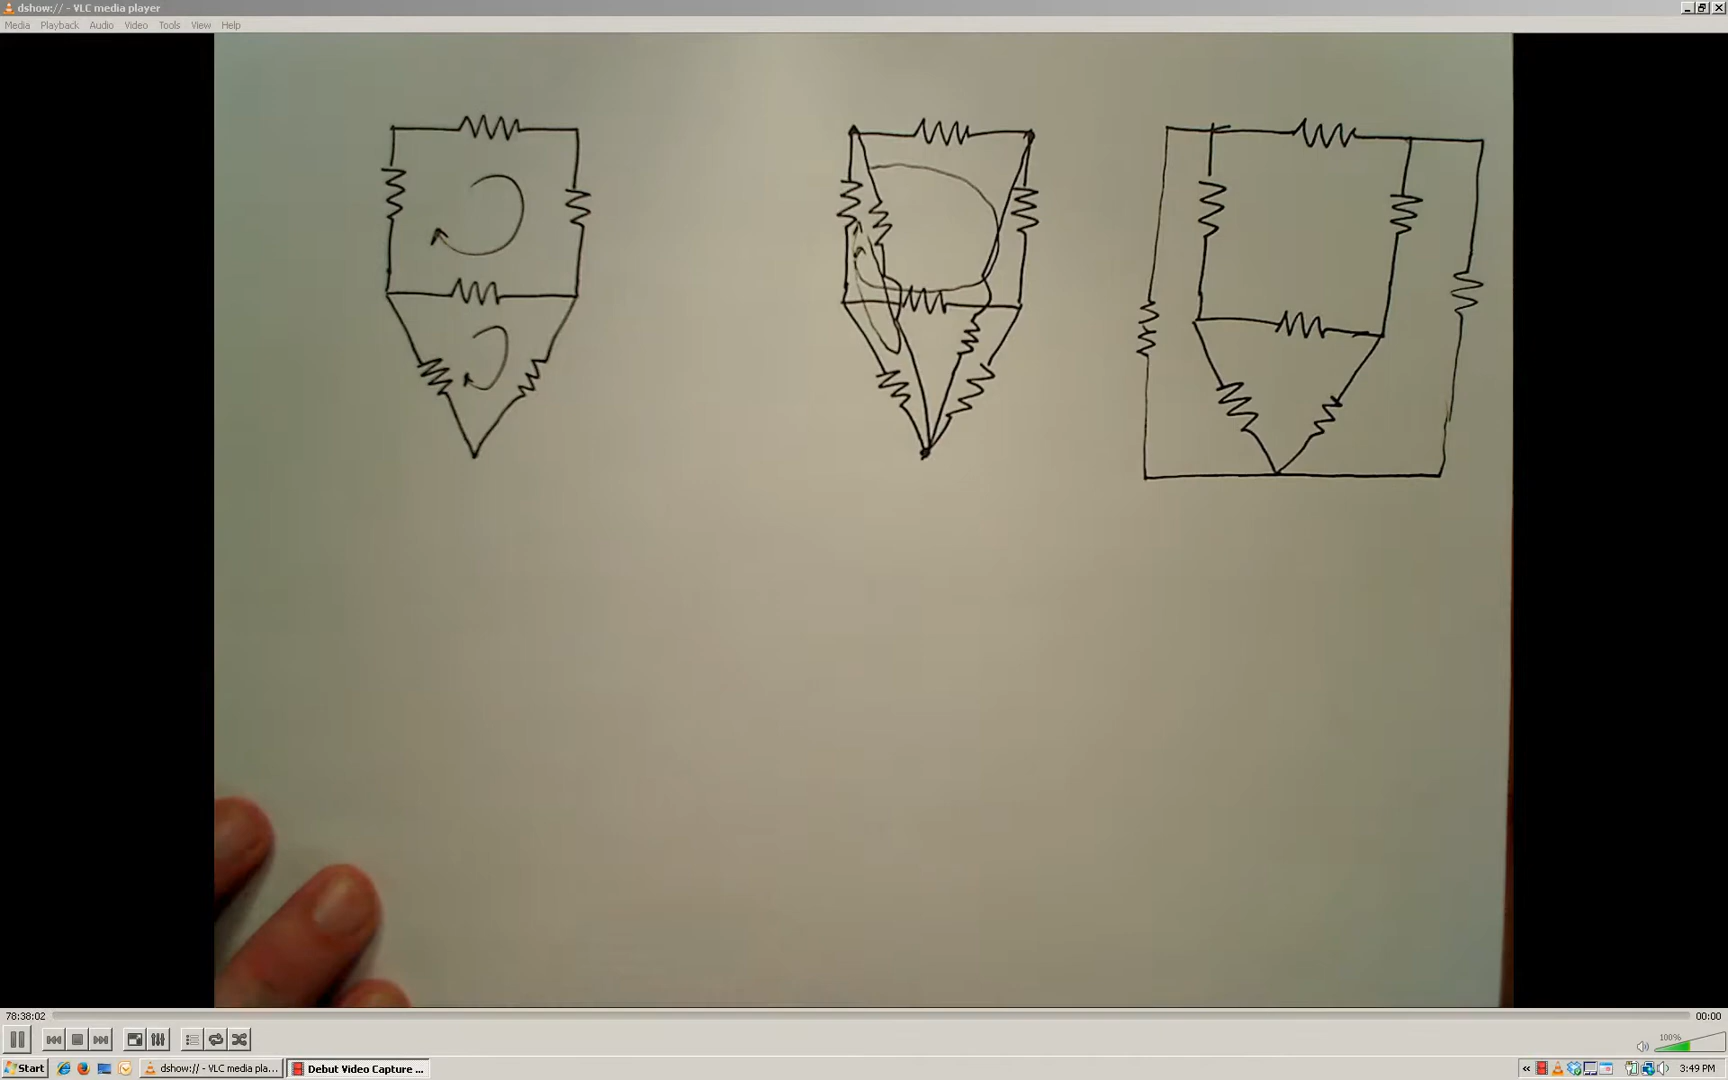 dshow:// - VLC media player
Media Playback Audio Video Tools View Help
78:38:02
00:00
100%
Start
dshow:// - VLC media pla...
Debut Video Capture ...
«
3:49 PM